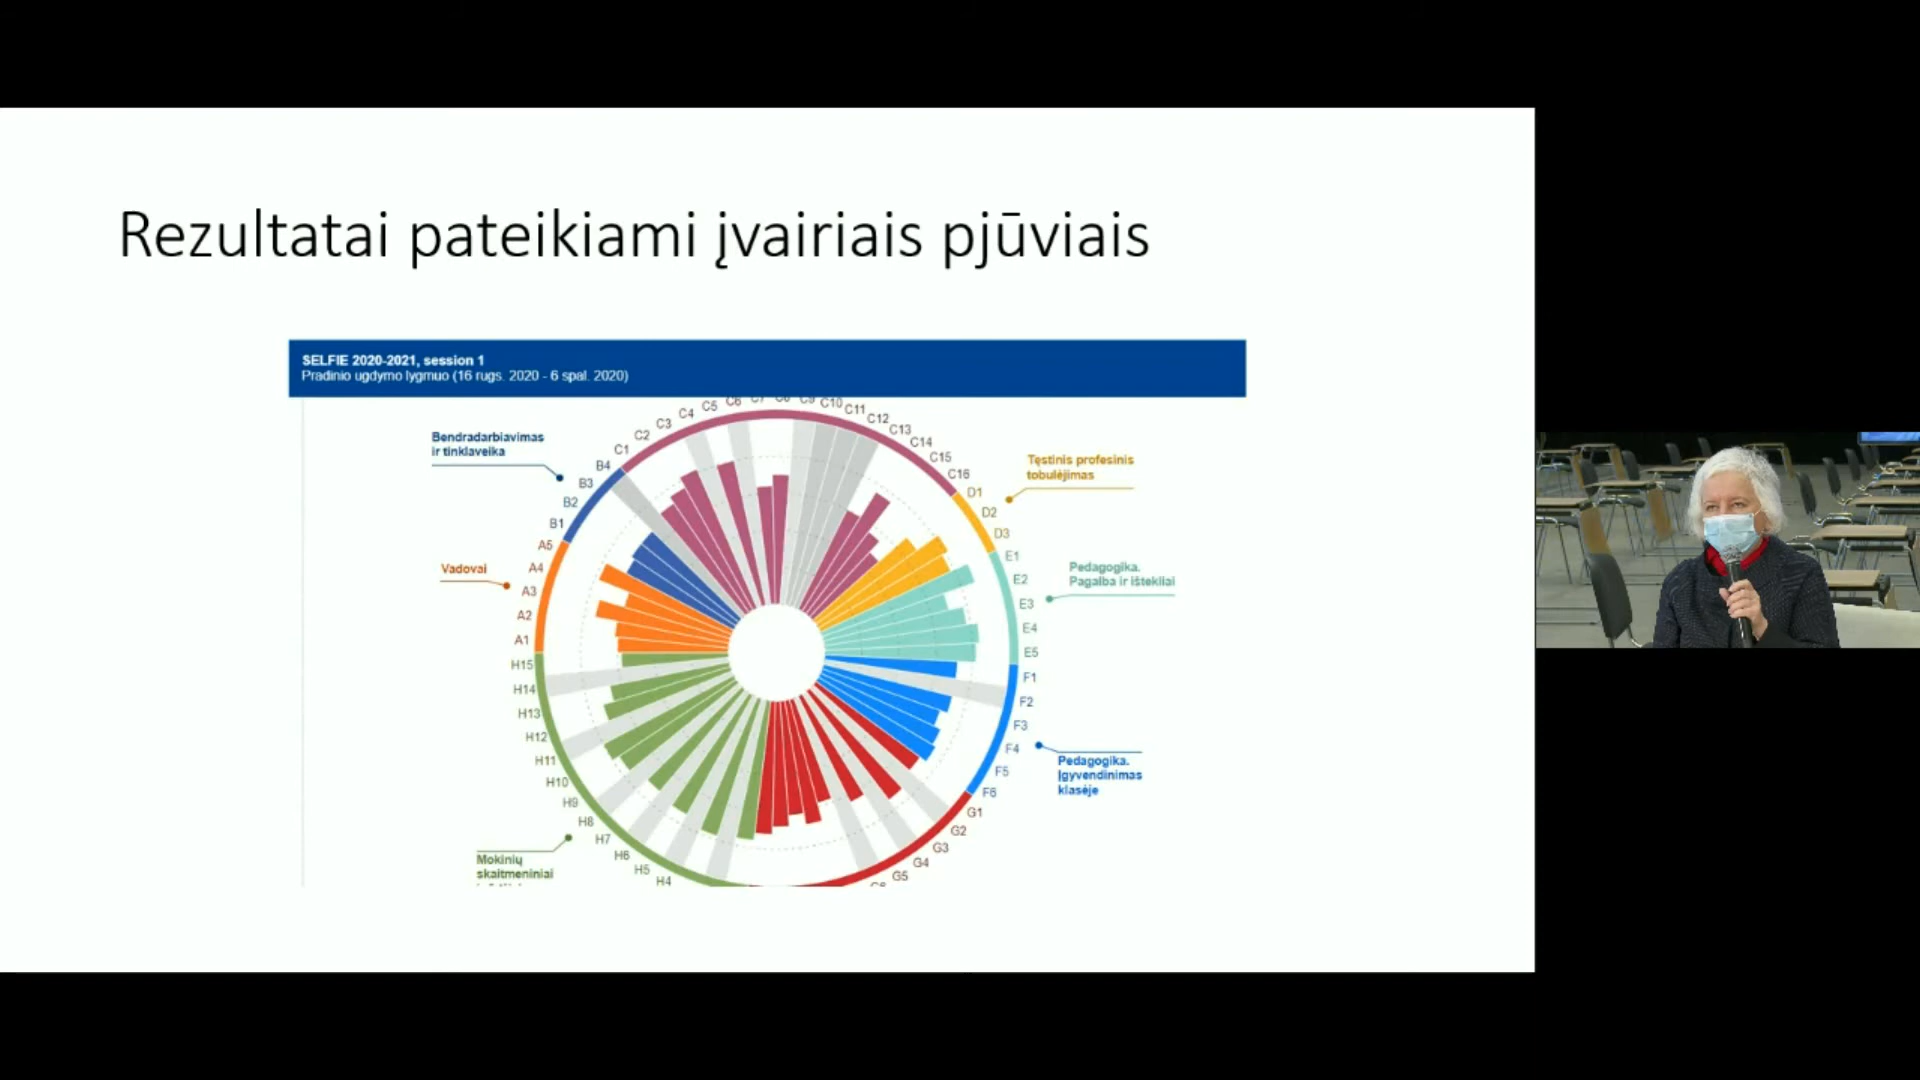 Rezultatai pateikiami įvairiais pjūviais
SELFIE 2020-2021, session 1
Pradinio ugdymo lygmuo (16 rugs. 2020 - 6 spal. 2020)
Bendradarbiavimas
ir tinklaveika
Vadovai
Tęstinis profesinis
tobulėjimas
Pedagogika.
Pagalba ir ištekliai
Pedagogika.
Įgyvendinimas
klasėje
Mokinių
skaitmeniniai
A1
A2
A3
A4
A5
B1
B2
B3
B4
C1
C2
C3
C4
C5
C6
C7
C8
C9
C10
C11
C12
C13
C14
C15
C16
D1
D2
D3
E1
E2
E3
E4
E5
F1
F2
F3
F4
F5
F6
G1
G2
G3
G4
G5
H4
H5
H6
H7
H8
H9
H10
H11
H12
H13
H14
H15